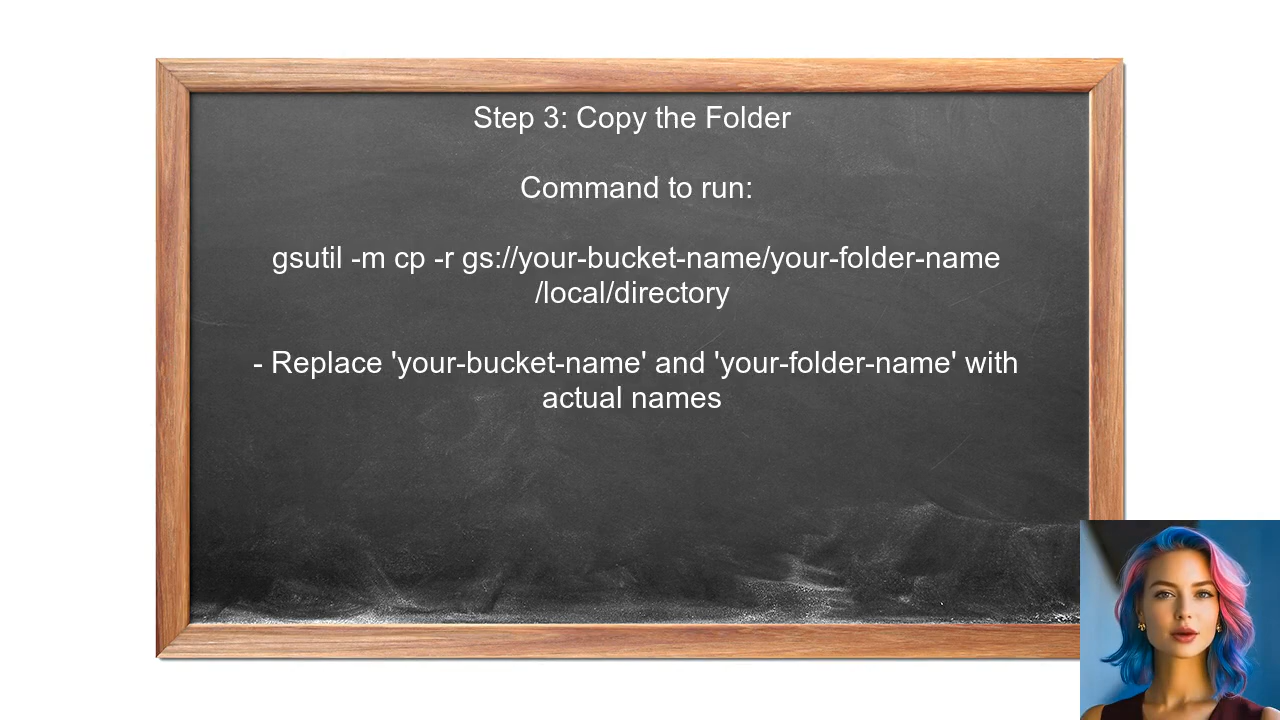 Step 3: Copy the Folder
Command to run:
gsutil -m cp -r gs://your-bucket-name/your-folder-name
/local/directory
- Replace 'your-bucket-name' and 'your-folder-name' with
actual names